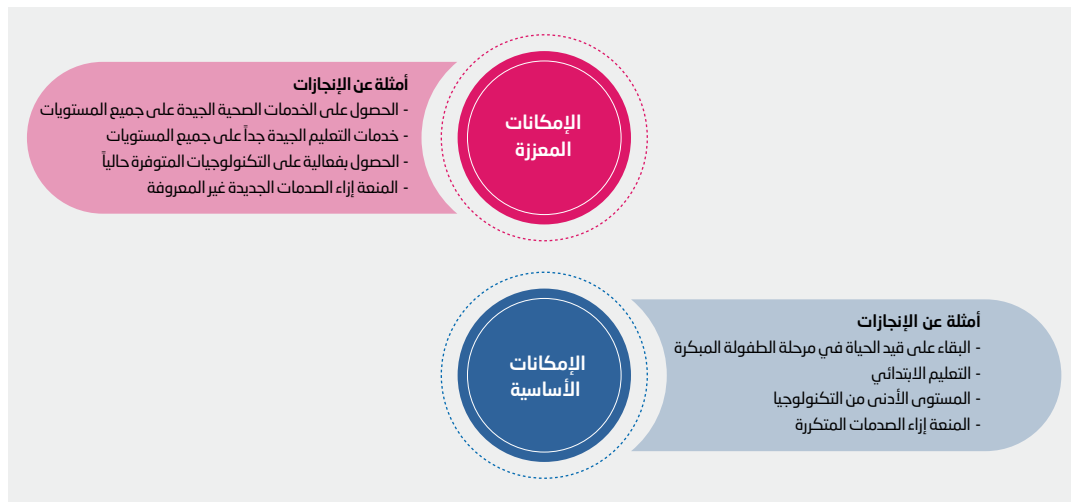 الإمكانات
المعززة
أمثلة عن الإنجازات
- الحصول على الخدمات الصحية الجيدة على جميع المستويات
- خدمات التعليم الجيدة جداً على جميع المستويات
- الحصول بفعالية على التكنولوجيات المتوفرة حالياً
- المنعة إزاء الصدمات الجديدة غير المعروفة
الإمكانات
الأساسية
أمثلة عن الإنجازات
- البقاء على قيد الحياة في مرحلة الطفولة المبكرة
- التعليم الابتدائي
- المستوى الأدنى من التكنولوجيا
- المنعة إزاء الصدمات المتكررة